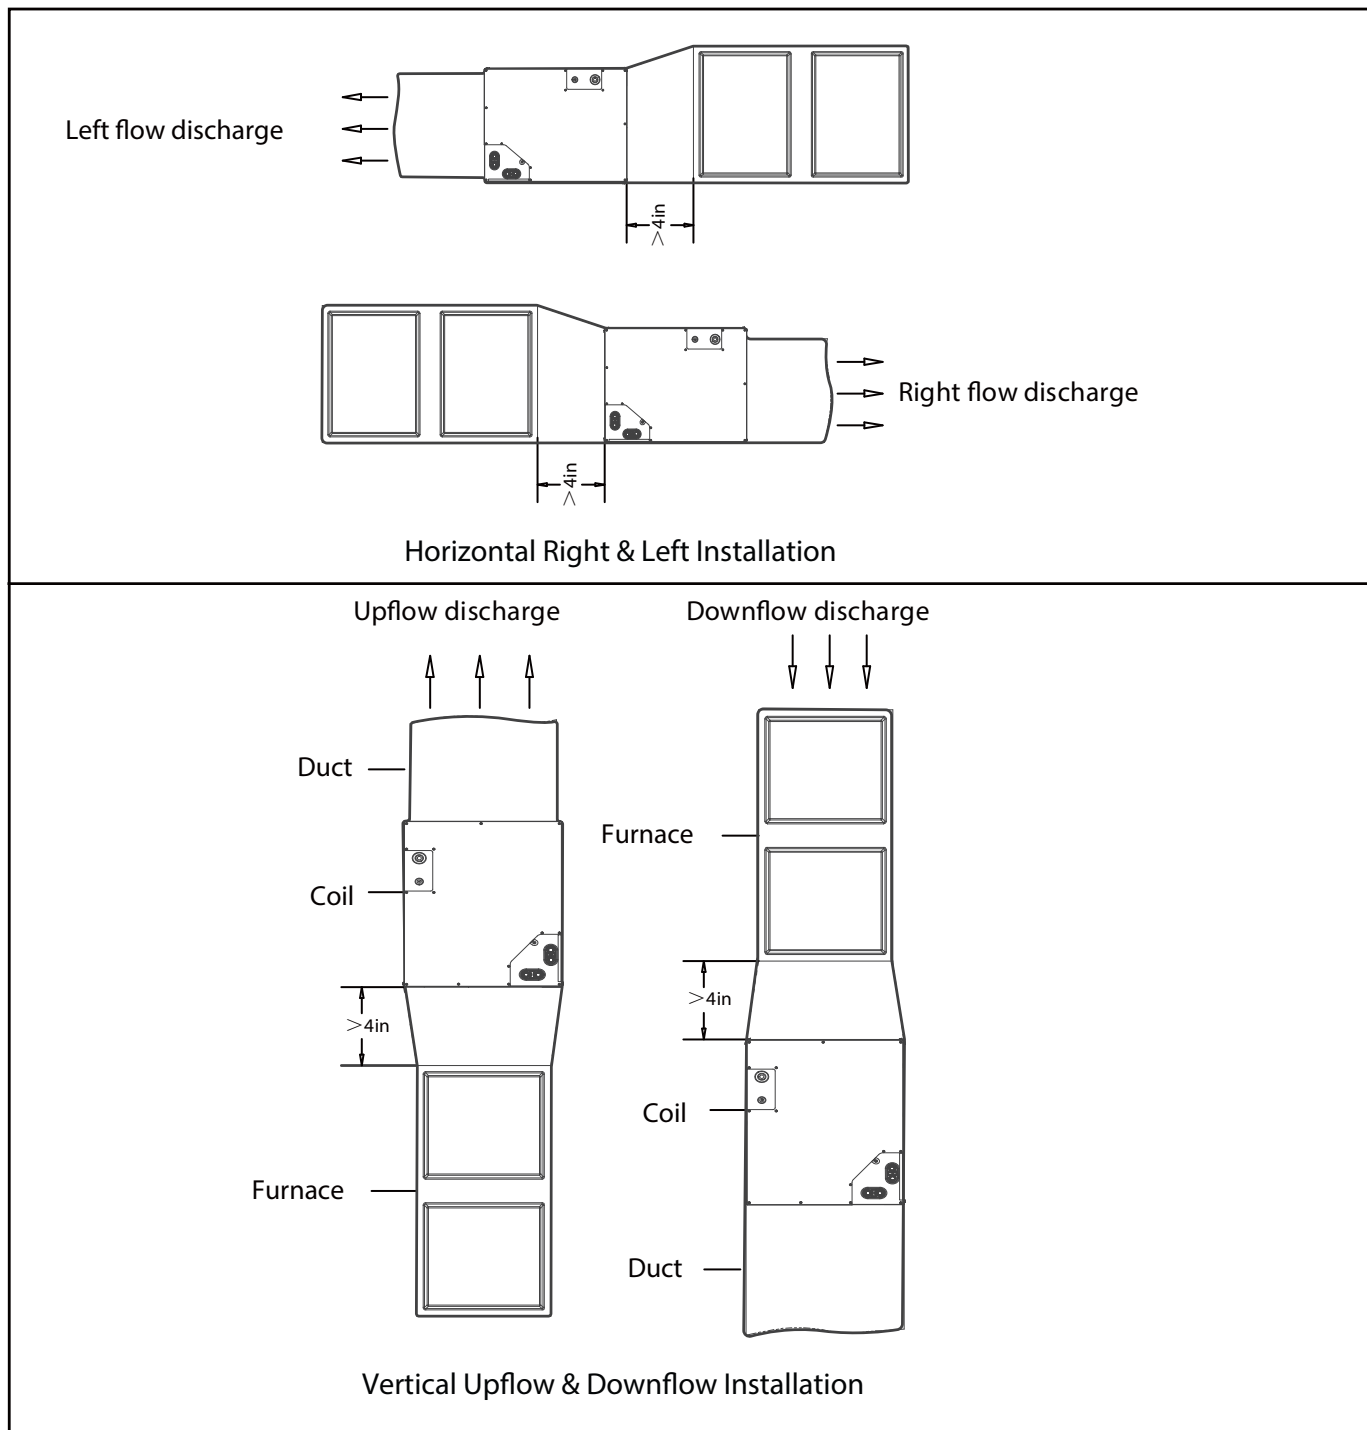 Left flow discharge
>4in
Right flow discharge
>4in
Horizontal Right & Left Installation
Upflow discharge
Downflow discharge
Duct
Furnace
Coil
>4in
>4in
Coil
Furnace
Duct
Vertical Upflow & Downflow Installation